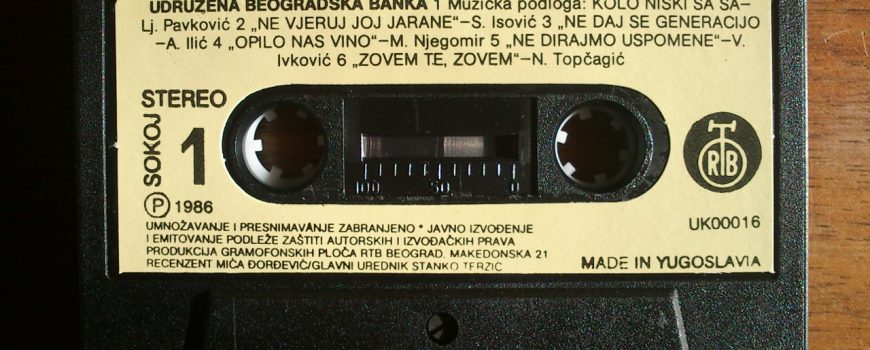 UDRUŽENA BEOGRADSKA BANKA 1 Muzička podloga: KOLO NIŠKI SA SA–
Lj. Pavković 2 „NE VJERUJ JOJ JARANE“–S. Isović 3 „NE DAJ SE GENERACIJO
–A. Ilić 4 „OPILO NAS VINO“–M. Njegomir 5 „NE DIRAJMO USPOMENE“–V.
Ivković 6 „ZOVEM TE, ZOVEM“–N. Topčagić
STEREO
SOKOJ
1
100 50 0
RTB
Ⓟ 1986
UK00016
UMNOŽAVANJE I PRESNIMAVANJE ZABRANJENO * JAVNO IZVOĐENJE
I EMITOVANJE PODLEŽE ZAŠTITI AUTORSKIH I IZVOĐAČKIH PRAVA
PRODUKCIJA GRAMOFONSKIH PLOČA RTB BEOGRAD, MAKEDONSKA 21
RECENZENT MIĆA ĐORĐEVIĆ/GLAVNI UREDNIK STANKO TERZIĆ
MADE IN YUGOSLAVIA